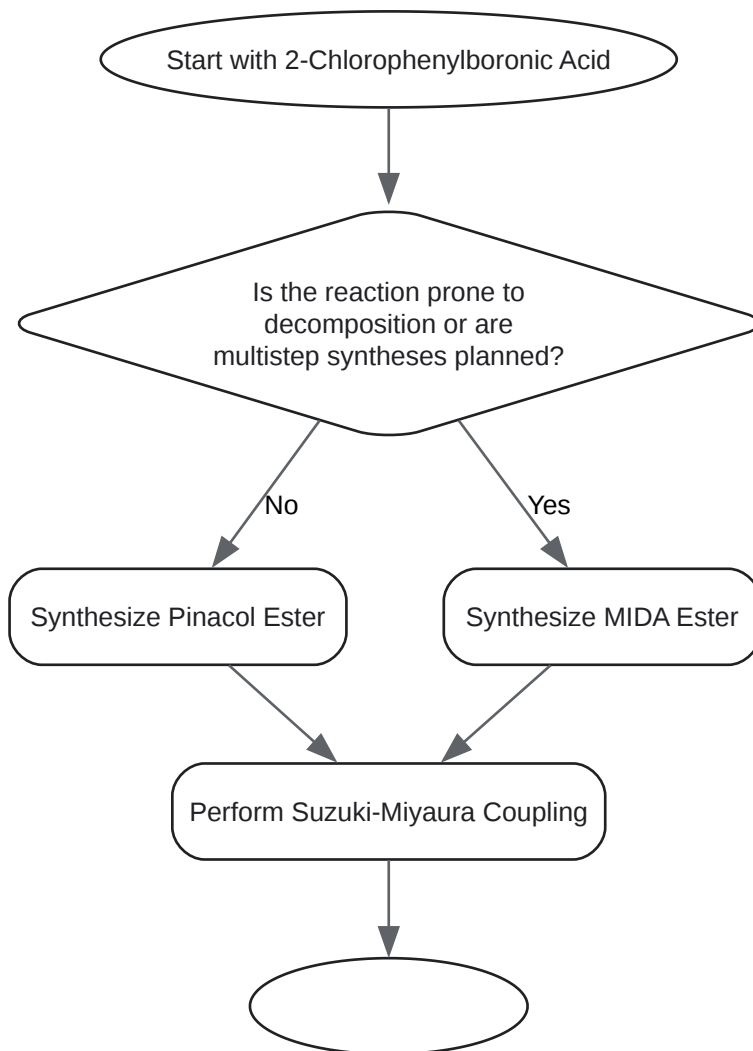 Start with 2-Chlorophenylboronic Acid
Is the reaction prone to
decomposition or are
multistep syntheses planned?
No
Yes
Synthesize Pinacol Ester
Synthesize MIDA Ester
Perform Suzuki-Miyaura Coupling